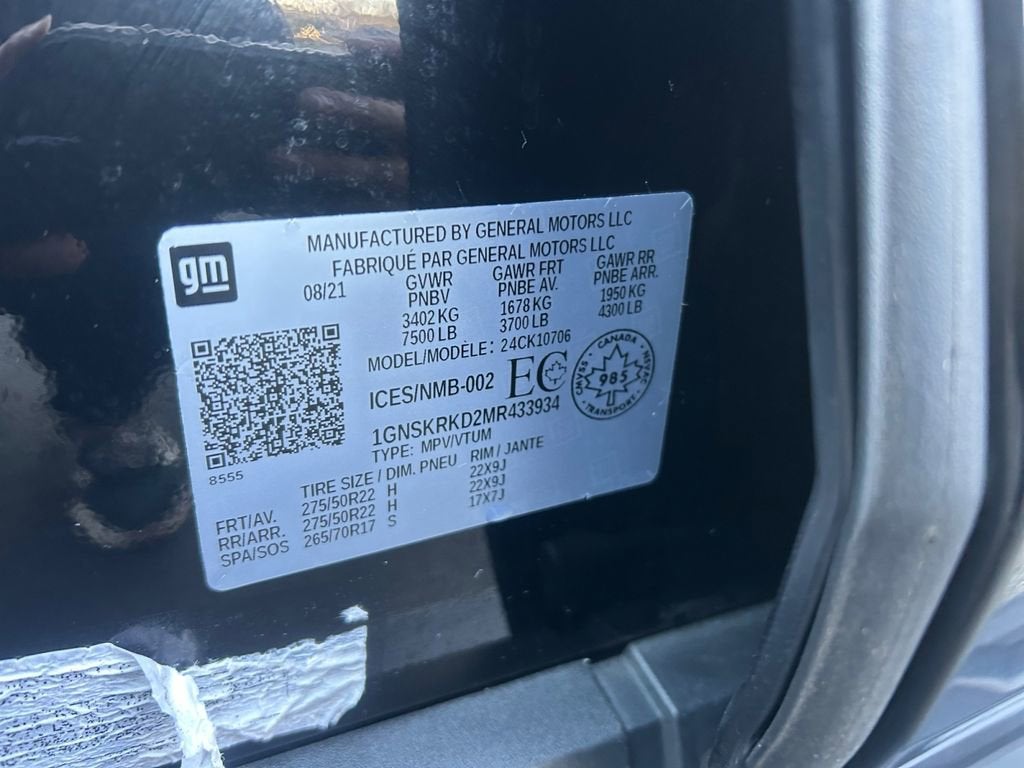 gm
MANUFACTURED BY GENERAL MOTORS LLC
FABRIQUÉ PAR GENERAL MOTORS LLC
08/21
GVWR GAWR FRT GAWR RR
PNBV PNBE AV. PNBE ARR.
3402 KG 1678 KG 1950 KG
7500 LB 3700 LB 4300 LB
MODEL/MODÈLE: 24CK10706
ICES/NMB-002 EC
CANADA
CMVSS 985 NSVAC
TRANSPORT
1GNSKRKD2MR433934
TYPE: MPV/VTUM
8555
TIRE SIZE / DIM. PNEU RIM / JANTE
FRT/AV. 275/50R22 H 22X9J
RR/ARR. 275/50R22 H 22X9J
SPA/SOS 265/70R17 S 17X7J